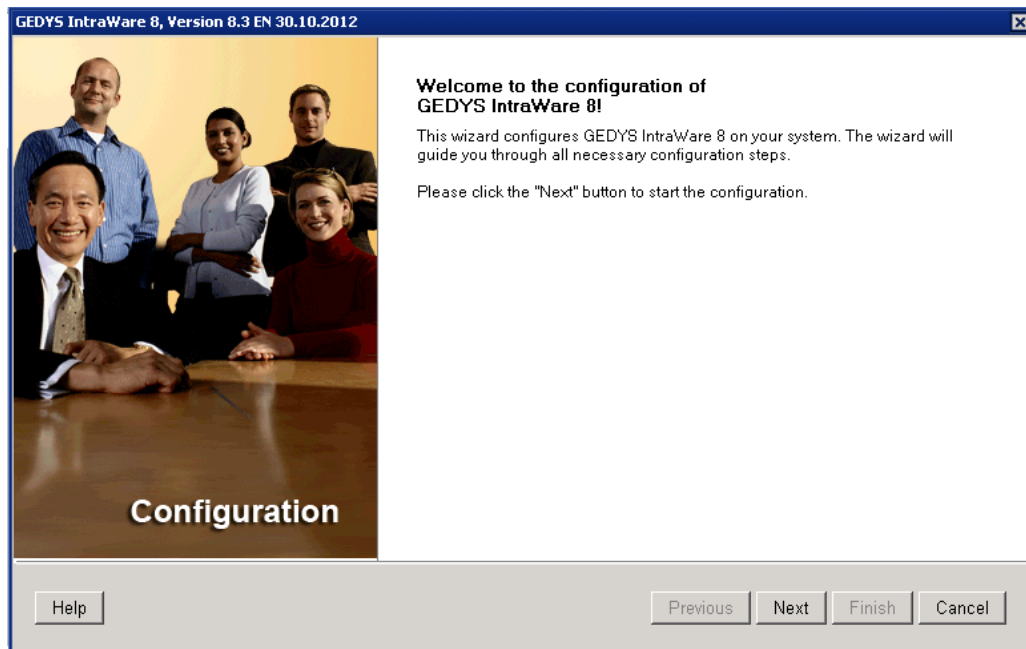 GEDYS IntraWare 8, Version 8.3 EN 30.10.2012
Welcome to the configuration of
GEDYS IntraWare 8!
This wizard configures GEDYS IntraWare 8 on your system. The wizard will
guide you through all necessary configuration steps.
Please click the "Next" button to start the configuration.
Configuration
Help
Previous
Next
Finish
Cancel